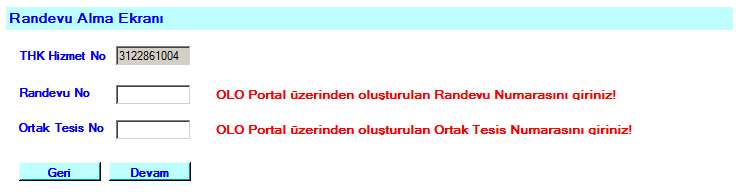 Randevu Alma Ekranı
THK Hizmet No 3122861004
Randevu No OLO Portal üzerinden oluşturulan Randevu Numarasını giriniz!
Ortak Tesis No OLO Portal üzerinden oluşturulan Ortak Tesis Numarasını giriniz!
Geri Devam